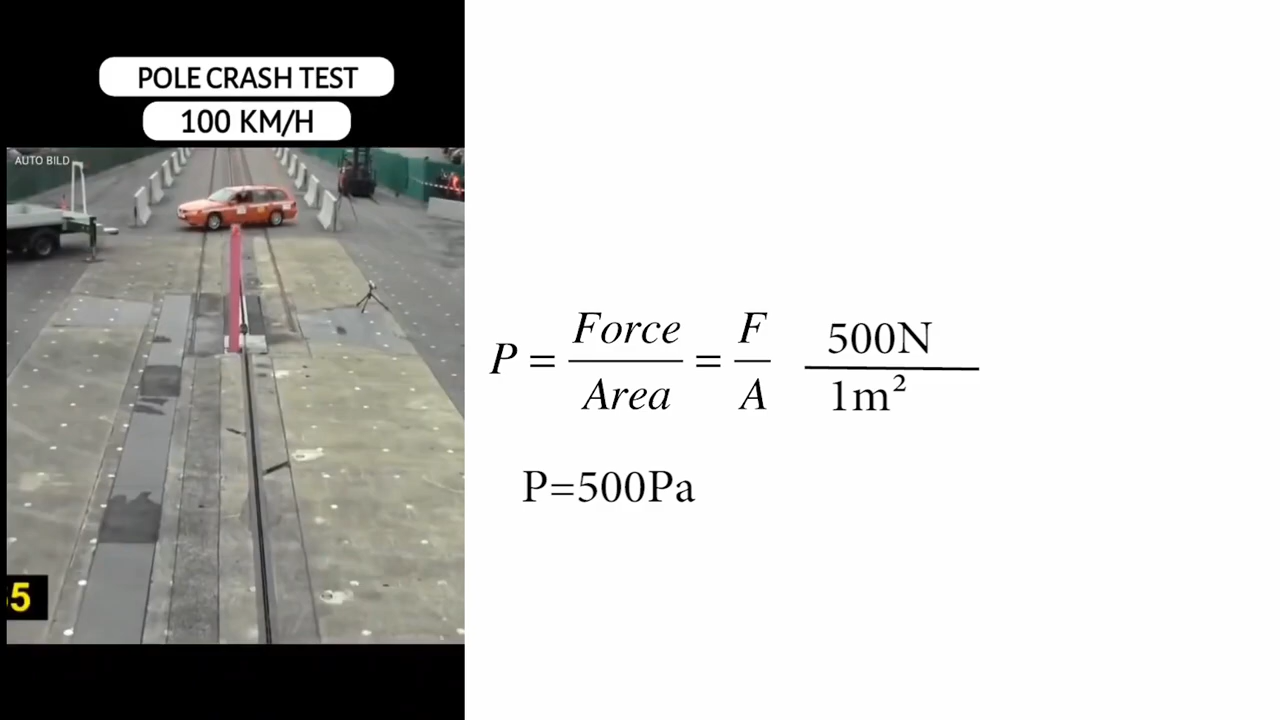 POLE CRASH TEST
100 KM/H
AUTO BILD
P = Force/Area = F/A 500N/1m²
P=500Pa
5